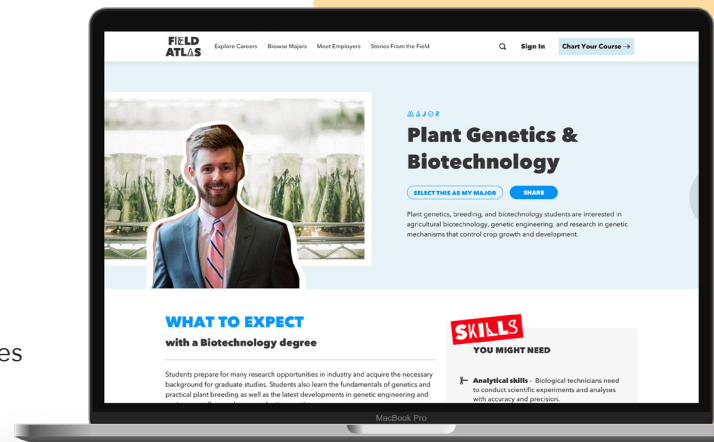 FIELD
ATLAS
Explore Careers Browse Majors Meet Employers Stories From the Field
Sign In
Chart Your Course →
MAJOR
Plant Genetics &
Biotechnology
SELECT THIS AS MY MAJOR
SHARE
Plant genetics, breeding, and biotechnology students are interested in
agricultural biotechnology, genetic engineering, and research in genetic
mechanisms that control crop growth and development.
es
WHAT TO EXPECT
with a Biotechnology degree
Students prepare for many research opportunities in industry and acquire the necessary
background for graduate studies. Students also learn the fundamentals of genetics and
practical plant breeding as well as the latest developments in genetic engineering and
SKILLS
YOU MIGHT NEED
Analytical skills - Biological technicians need
to conduct scientific experiments and analyses
with accuracy and precision.
MacBook Pro